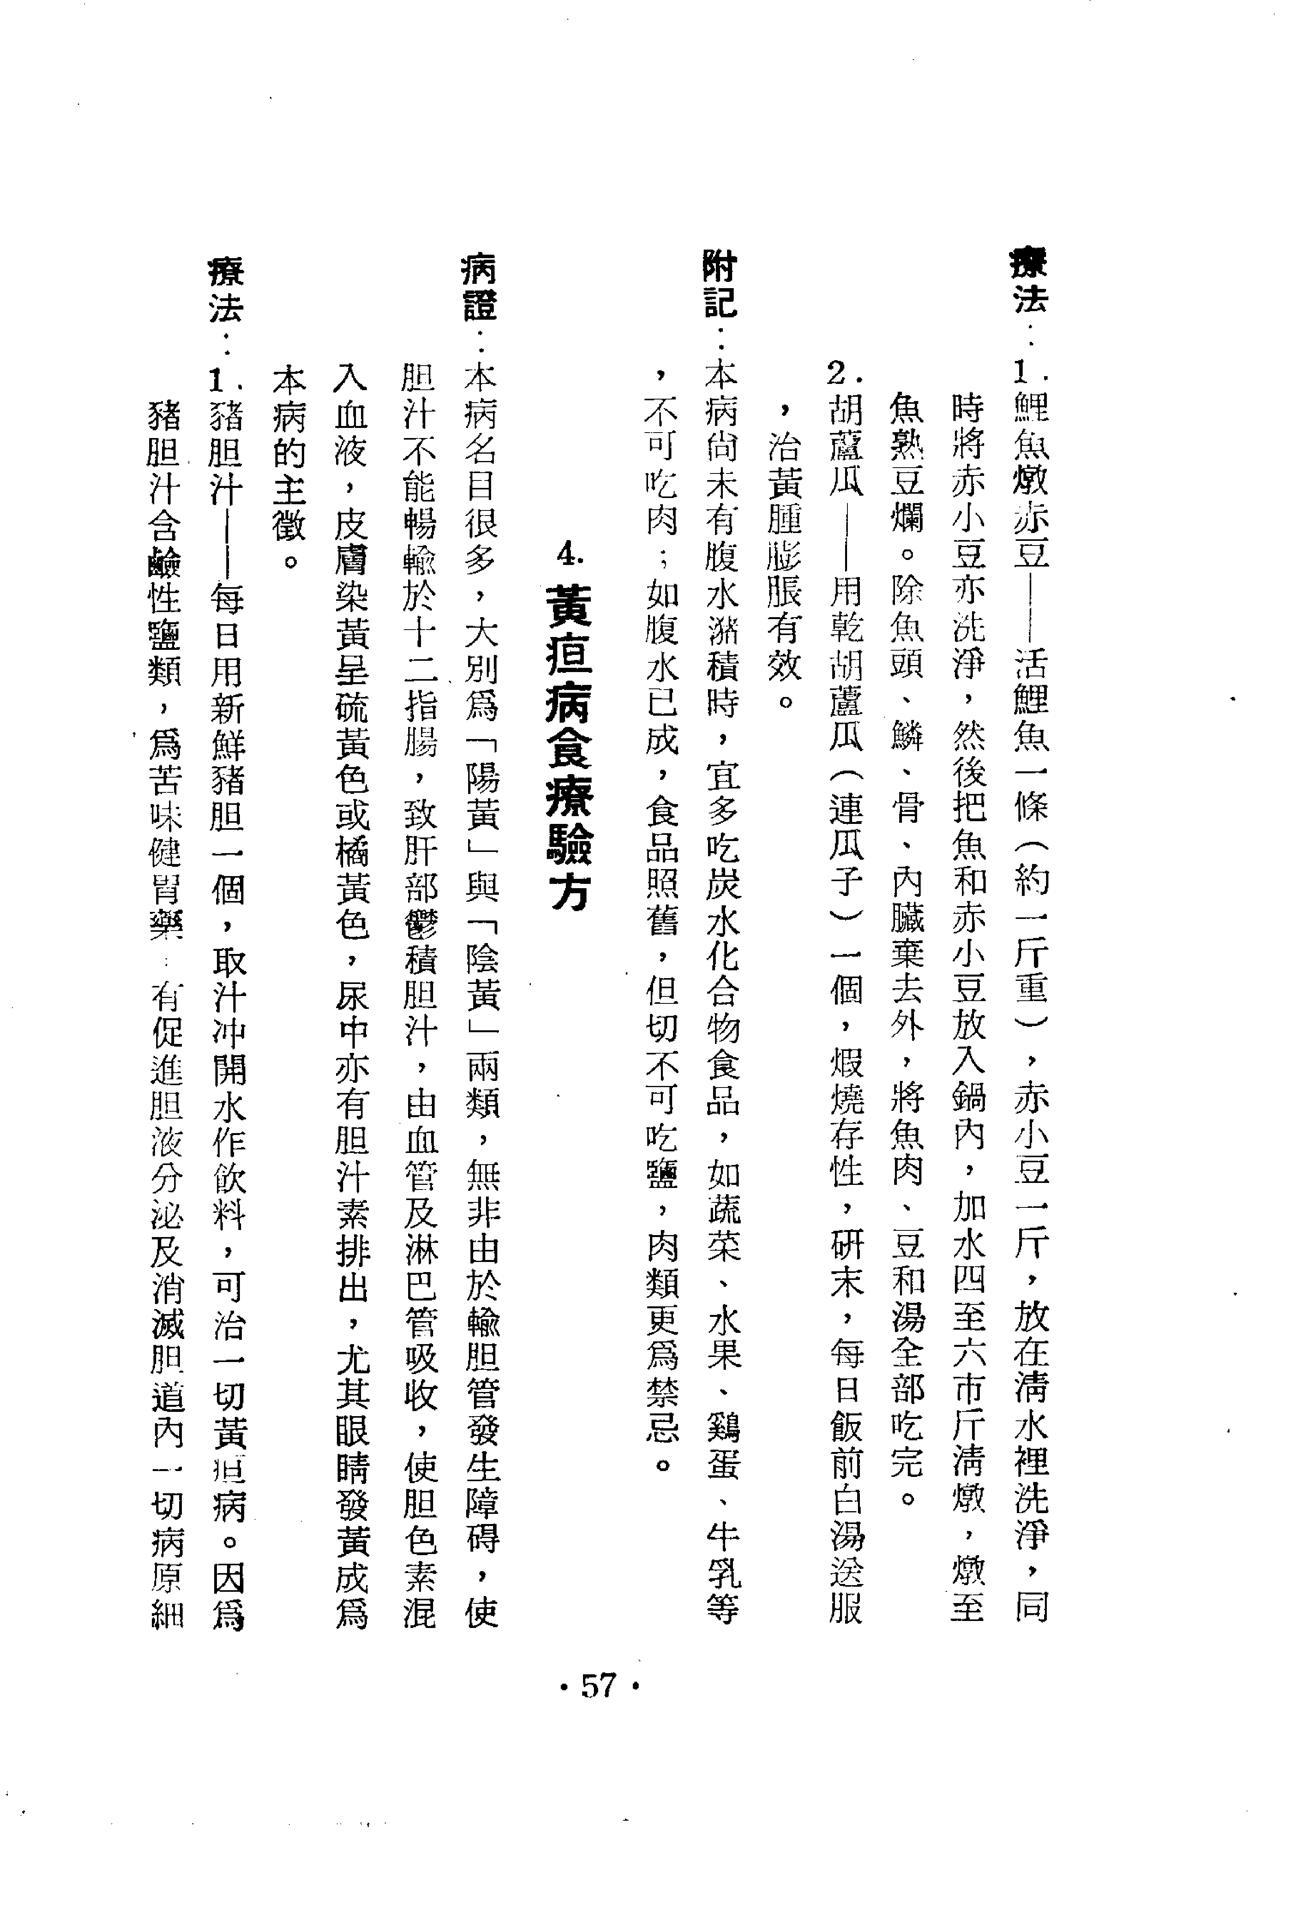 療法：1.鯉魚燉赤豆——活鯉魚一條（約一斤重），赤小豆一斤，放在淸水裡洗淨，同
時將赤小豆亦洗淨，然後把魚和赤小豆放入鍋內，加水四至六市斤淸燉，燉至
魚熟豆爛。除魚頭、鱗、骨、內臟棄去外，將魚肉、豆和湯全部吃完。
2.胡蘆瓜——用乾胡蘆瓜（連瓜子）一個，煆燒存性，研末，每日飯前白湯送服
，治黃腫膨脹有效。
附記：本病尙未有腹水瀦積時，宜多吃炭水化合物食品，如蔬菜、水果、鷄蛋、牛乳等
，不可吃肉；如腹水已成，食品照舊，但切不可吃鹽，肉類更爲禁忌。
4.黃疸病食療驗方
病證：本病名目很多，大別爲「陽黃」與「陰黃」兩類，無非由於輸胆管發生障碍，使
胆汁不能暢輸於十二指腸，致肝部鬱積胆汁，由血管及淋巴管吸收，使胆色素混
入血液，皮膚染黃呈硫黃色或橘黃色，尿中亦有胆汁素排出，尤其眼睛發黃成爲
本病的主徵。
療法：1.豬胆汁——每日用新鮮豬胆一個，取汁冲開水作飮料，可治一切黃疸病。因爲
豬胆汁含鹼性鹽類，爲苦味健胃藥；有促進胆液分泌及消滅胆道內一切病原細
·57·